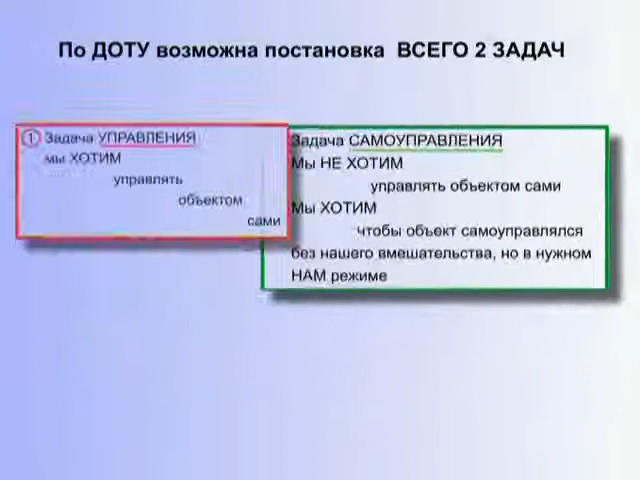 По ДОТУ возможна постановка ВСЕГО 2 ЗАДАЧ
1 Задача УПРАВЛЕНИЯ
мы ХОТИМ
управлять
объектом
сами
Задача САМОУПРАВЛЕНИЯ
Мы НЕ ХОТИМ
управлять объектом сами
Мы ХОТИМ
чтобы объект самоуправлялся
без нашего вмешательства, но в нужном
НАМ режиме